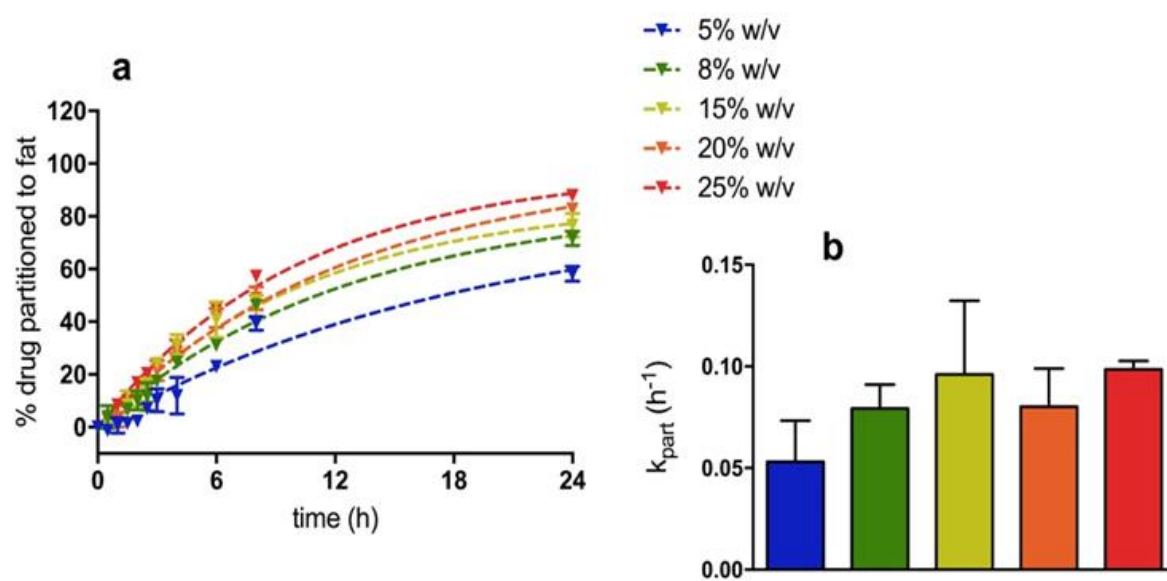 a
5% w/v
8% w/v
15% w/v
20% w/v
25% w/v
% drug partitioned to fat
120
100
80
60
40
20
0
0 6 12 18 24
time (h)
b
k_part (h⁻¹)
0.15
0.10
0.05
0.00